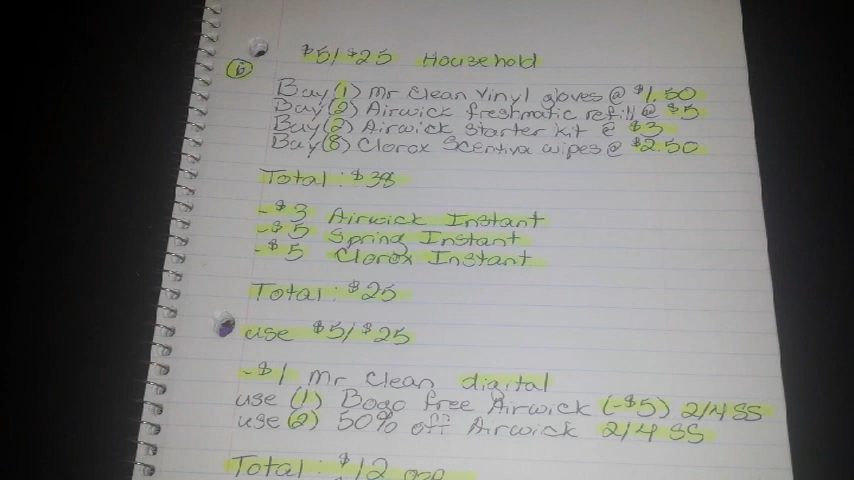 $5/$25 Household
6
Buy (1) Mr Clean Vinyl gloves @ $1.50
Buy (2) Airwick freshmatic refill @ $5
Buy (2) Airwick starter kit @ $3
Buy (8) Clorox Scentiva wipes @ $2.50
Total: $38
-$3 Airwick Instant
-$5 Spring Instant
-$5 Clorox Instant
Total: $25
use $5/$25
-$1 Mr Clean digital
use (1) Bogo free Airwick (-$5) 2/4 SS
use (2) 50% off Airwick 2/4 SS
Total: $12